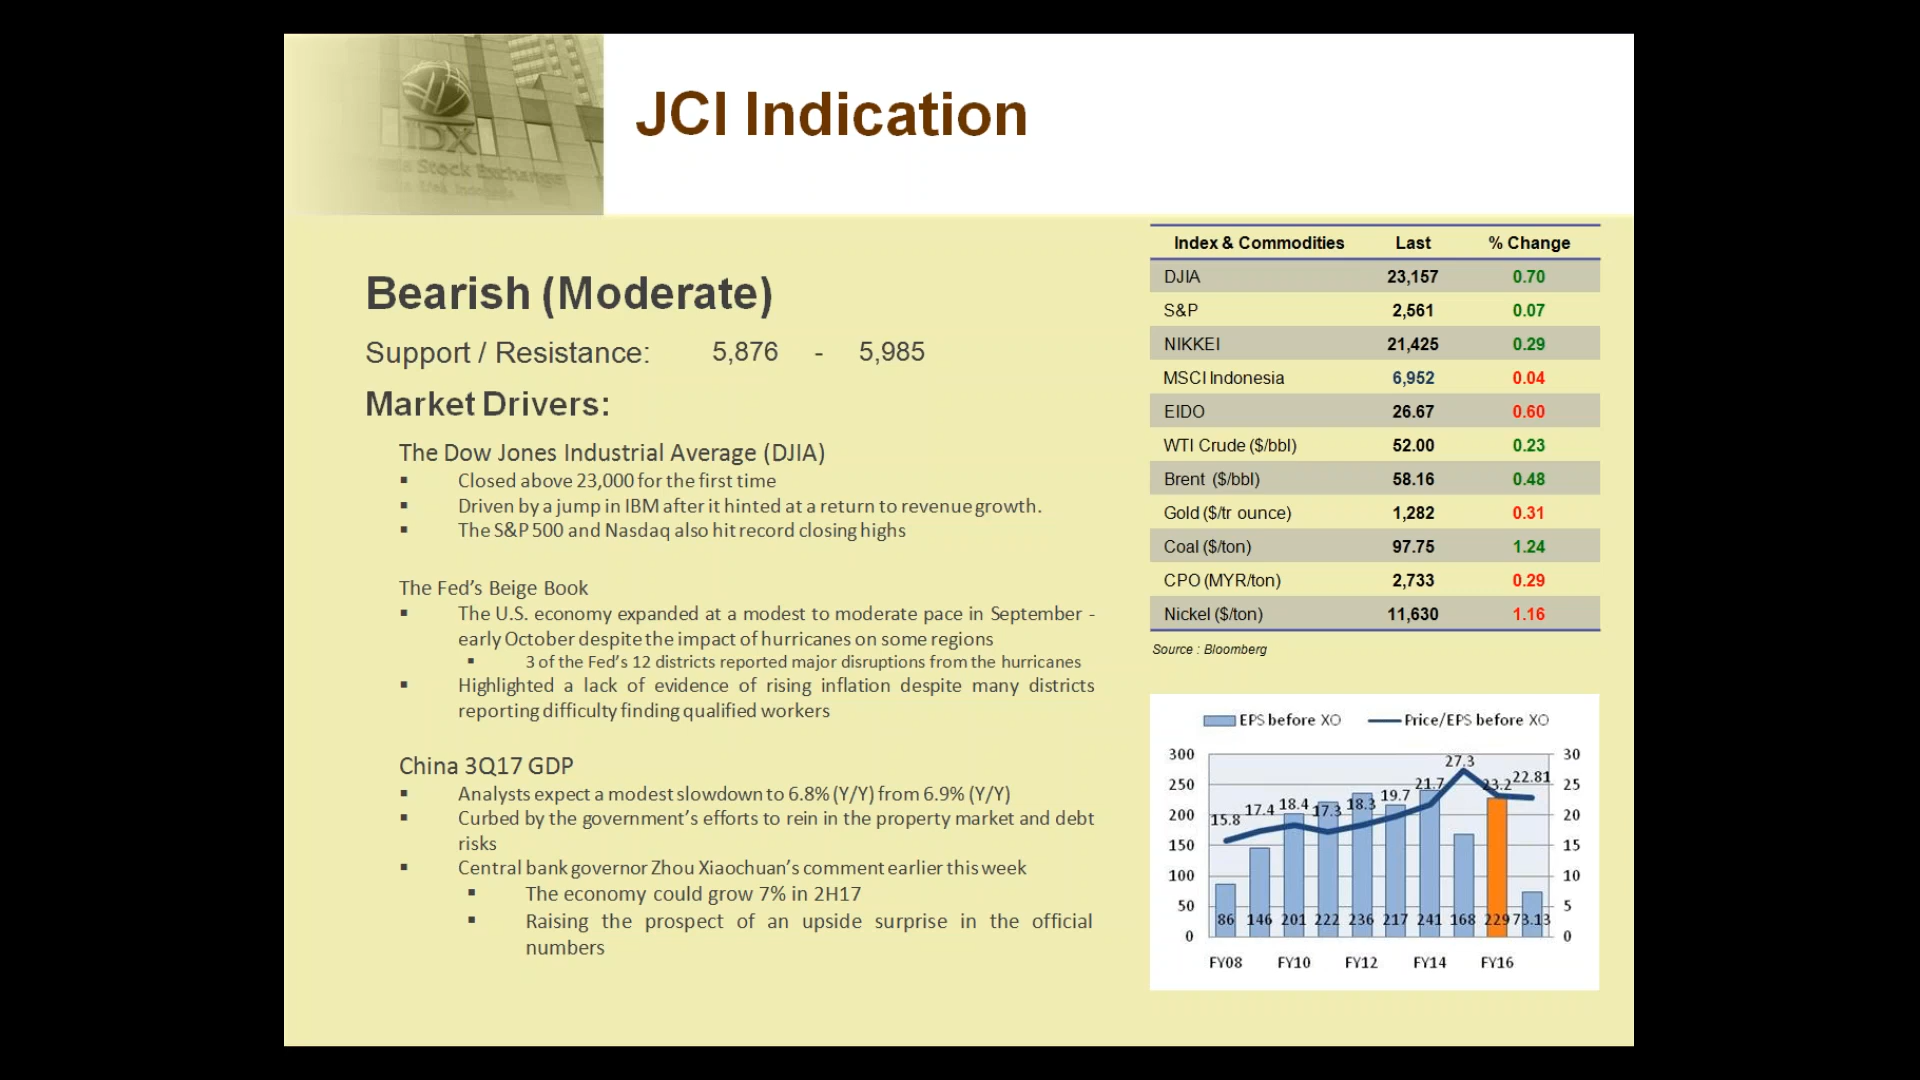 IDX
Stock Exchange
JCI Indication
Bearish (Moderate)
Support / Resistance: 5,876 - 5,985
Market Drivers:
The Dow Jones Industrial Average (DJIA)
▪ Closed above 23,000 for the first time
▪ Driven by a jump in IBM after it hinted at a return to revenue growth.
▪ The S&P 500 and Nasdaq also hit record closing highs
The Fed’s Beige Book
▪ The U.S. economy expanded at a modest to moderate pace in September -
early October despite the impact of hurricanes on some regions
▪ 3 of the Fed’s 12 districts reported major disruptions from the hurricanes
▪ Highlighted a lack of evidence of rising inflation despite many districts
reporting difficulty finding qualified workers
China 3Q17 GDP
▪ Analysts expect a modest slowdown to 6.8% (Y/Y) from 6.9% (Y/Y)
▪ Curbed by the government’s efforts to rein in the property market and debt
risks
▪ Central bank governor Zhou Xiaochuan’s comment earlier this week
▪ The economy could grow 7% in 2H17
▪ Raising the prospect of an upside surprise in the official
numbers
Index & Commodities Last % Change
DJIA 23,157 0.70
S&P 2,561 0.07
NIKKEI 21,425 0.29
MSCI Indonesia 6,952 0.04
EIDO 26.67 0.60
WTI Crude ($/bbl) 52.00 0.23
Brent ($/bbl) 58.16 0.48
Gold ($/tr ounce) 1,282 0.31
Coal ($/ton) 97.75 1.24
CPO (MYR/ton) 2,733 0.29
Nickel ($/ton) 11,630 1.16
Source : Bloomberg
EPS before XO Price/EPS before XO
300 30
250 25
200 20
150 15
100 10
50 5
0 0
15.8 17.4 18.4 17.3 18.3 19.7 21.7 27.3 23.2 22.81
86 146 201 222 236 217 241 168 229 73.13
FY08 FY10 FY12 FY14 FY16